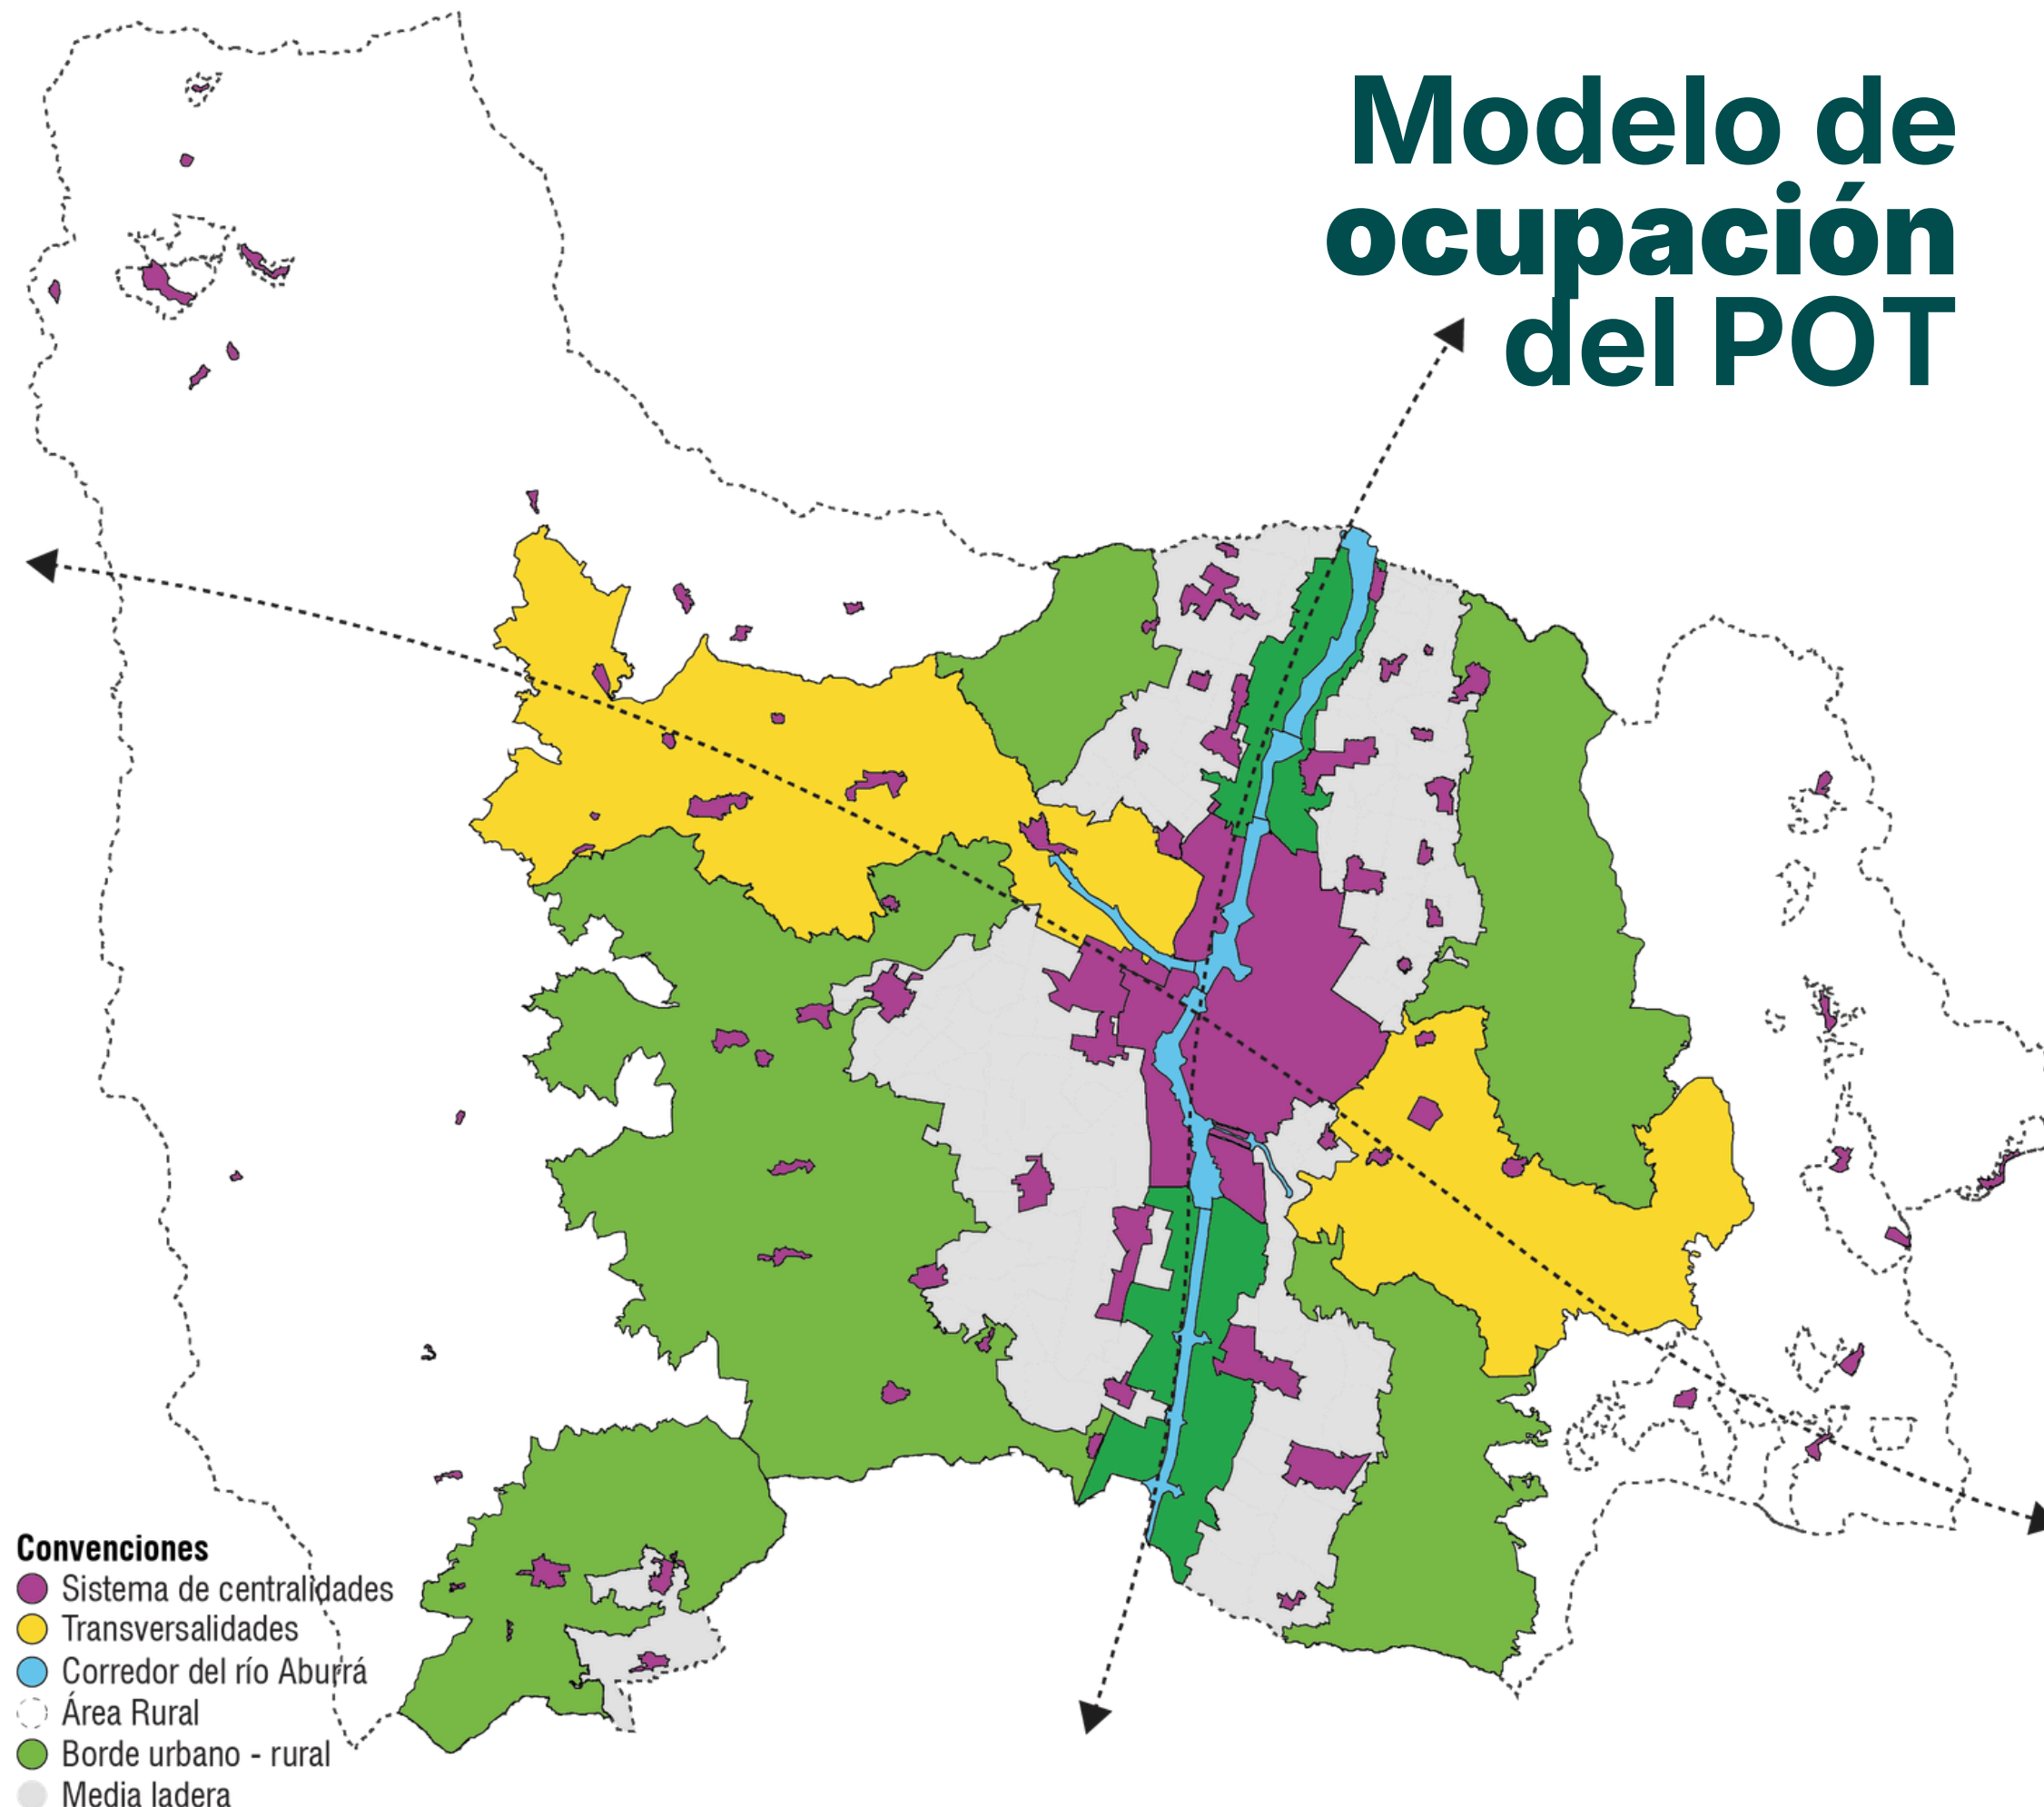 Modelo de
ocupación
del POT
Convenciones
Sistema de centralidades
Transversalidades
Corredor del río Aburrá
Área Rural
Borde urbano - rural
Media ladera